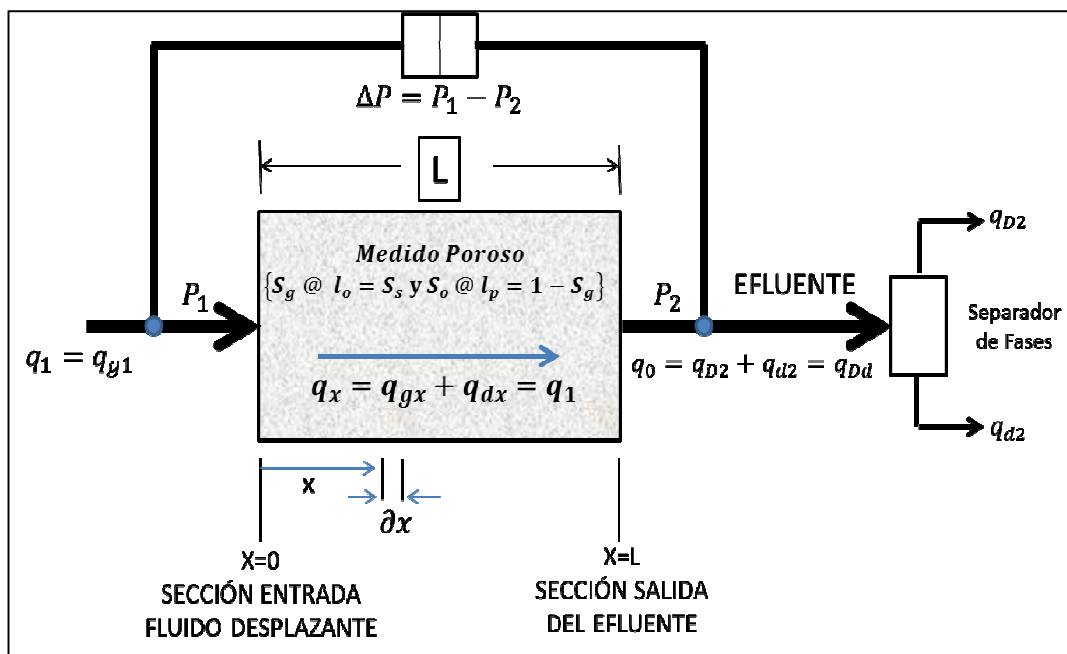 ΔP = P₁ − P₂
L
Medido Poroso
{S_g @ l_o = S_s y S_o @ l_p = 1 − S_g}
P₁
P₂
EFLUENTE
q_D2
Separador
de Fases
q₁ = q_y1
q_x = q_gx + q_dx = q₁
q₀ = q_D2 + q_d2 = q_Dd
q_d2
x
∂x
X=0
SECCIÓN ENTRADA
FLUIDO DESPLAZANTE
X=L
SECCIÓN SALIDA
DEL EFLUENTE